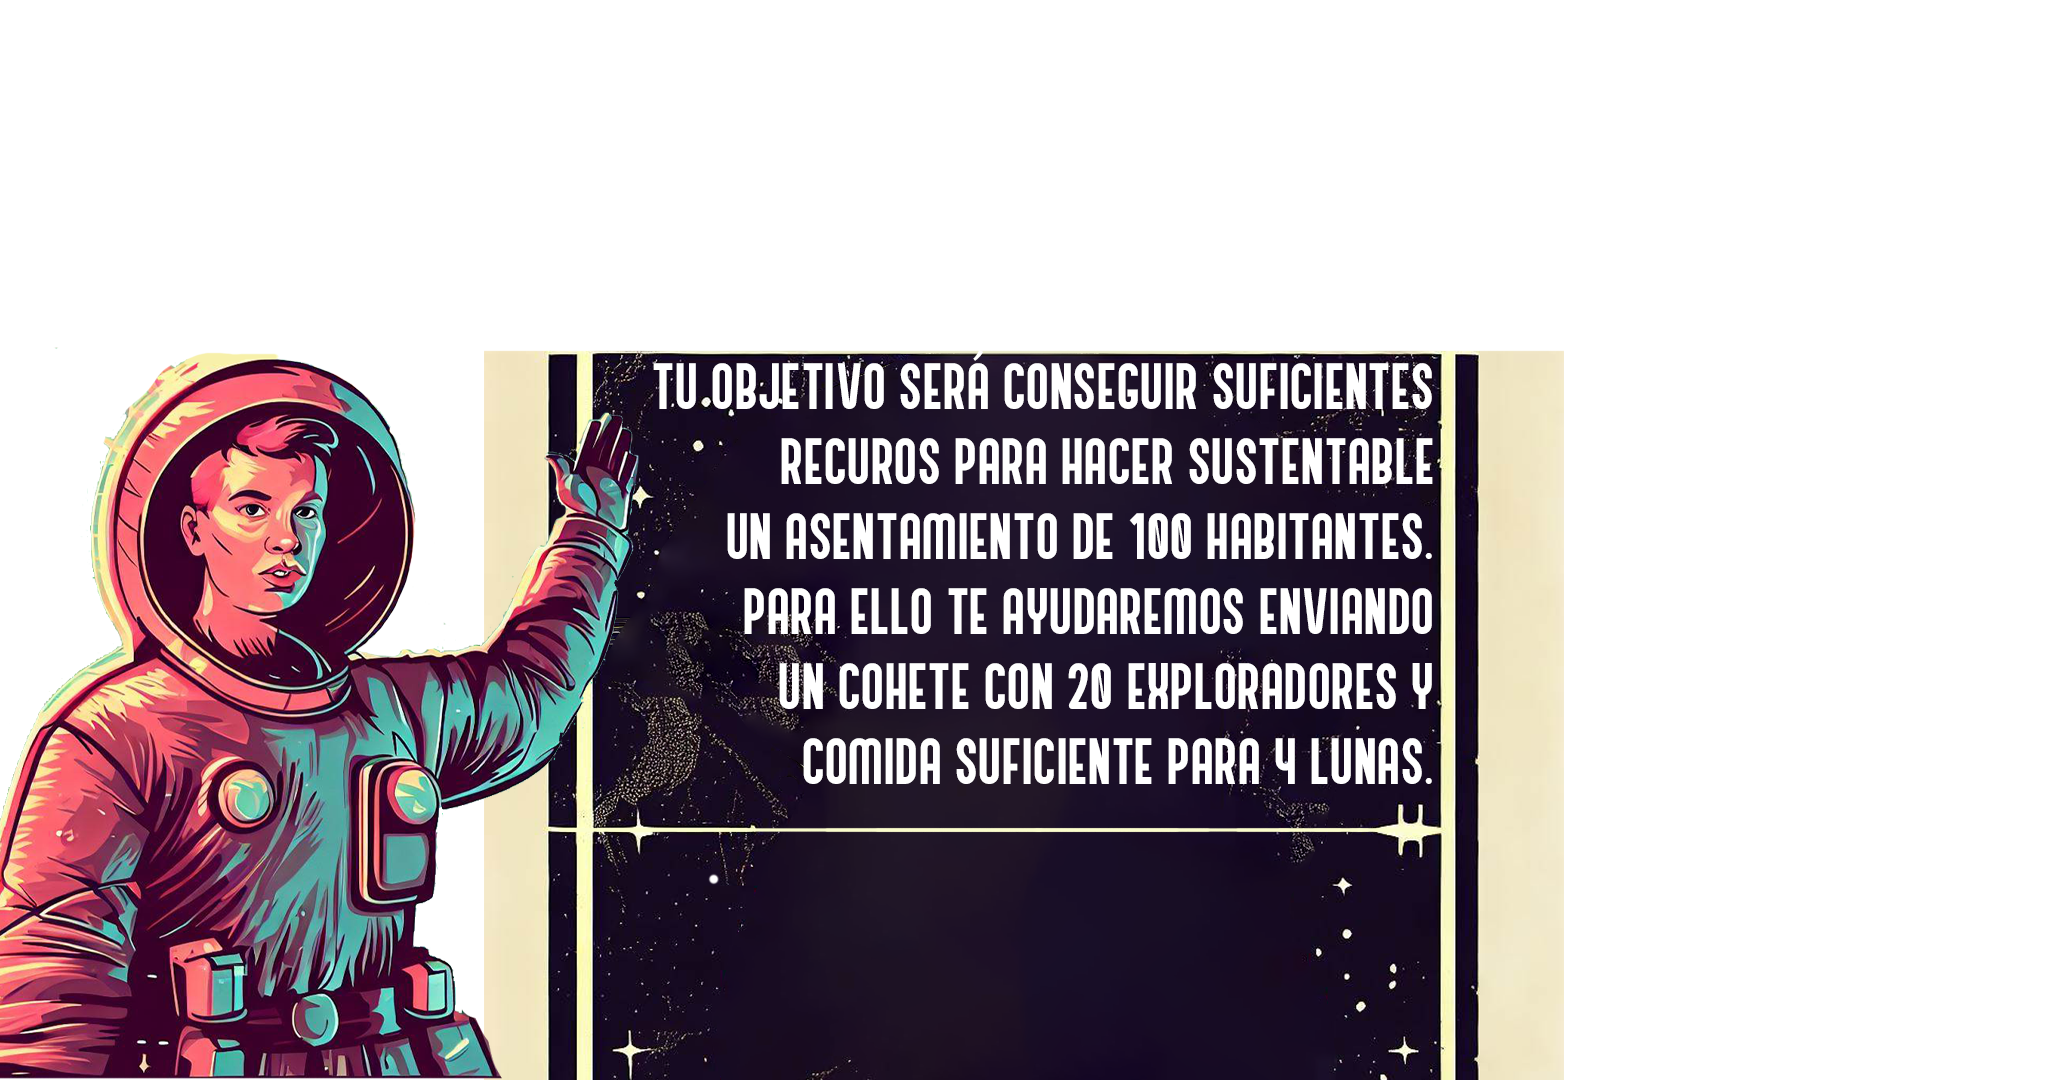 TU OBJETIVO SERÁ CONSEGUIR SUFICIENTES
RECUROS PARA HACER SUSTENTABLE
UN ASENTAMIENTO DE 100 HABITANTES.
PARA ELLO TE AYUDAREMOS ENVIANDO
UN COHETE CON 20 EXPLORADORES Y
COMIDA SUFICIENTE PARA 4 LUNAS.